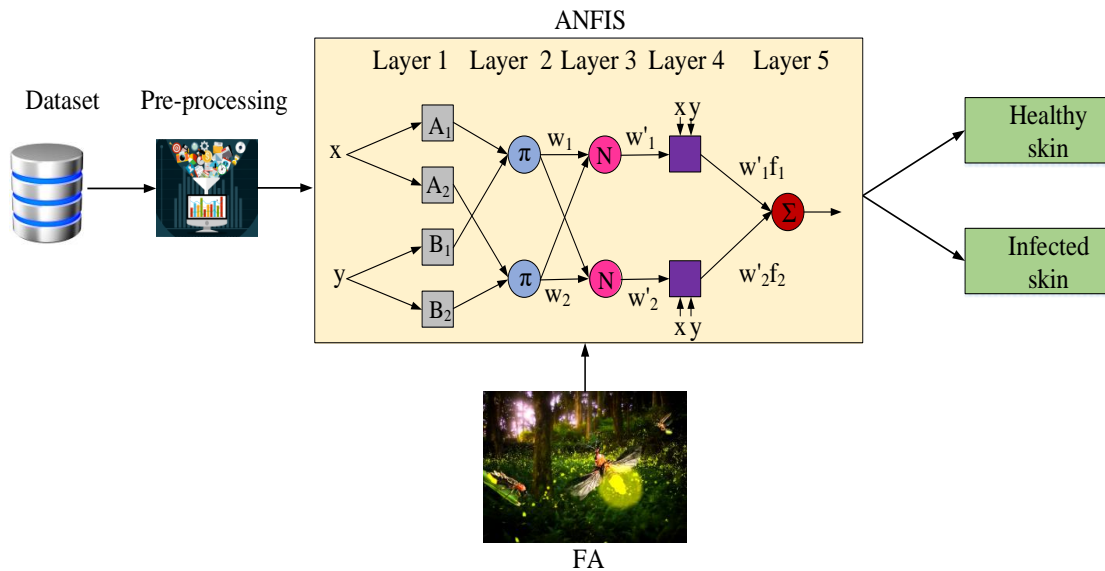 ANFIS
Layer 1 Layer 2 Layer 3 Layer 4 Layer 5
Dataset
Pre-processing
x
y
A₁
A₂
B₁
B₂
π
π
w₁
w₂
N
N
w'₁
w'₂
x y
x y
w'₁f₁
w'₂f₂
Σ
Healthy
skin
Infected
skin
FA